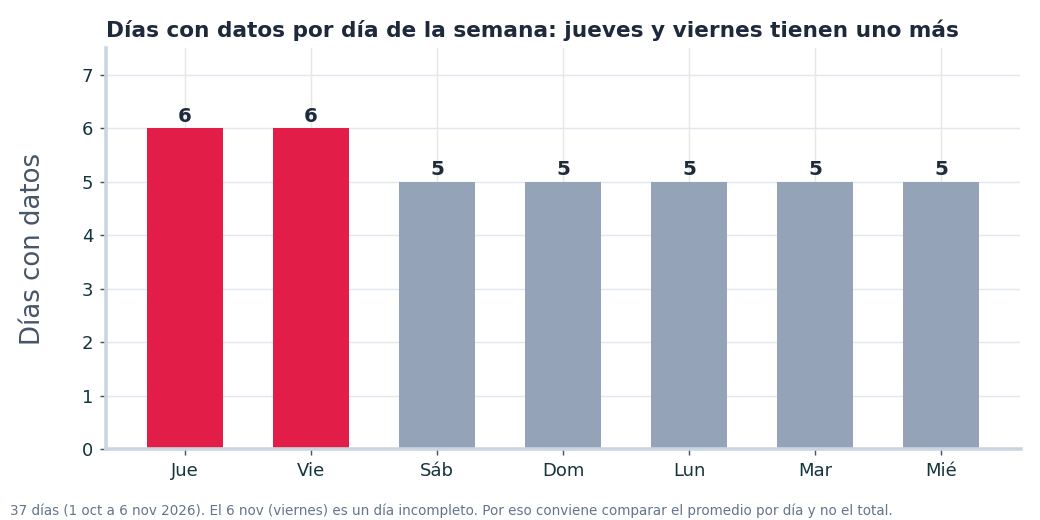 Días con datos por día de la semana: jueves y viernes tienen uno más
Días con datos
7
6
5
4
3
2
1
0
6
6
5
5
5
5
5
Jue
Vie
Sáb
Dom
Lun
Mar
Mié
37 días (1 oct a 6 nov 2026). El 6 nov (viernes) es un día incompleto. Por eso conviene comparar el promedio por día y no el total.